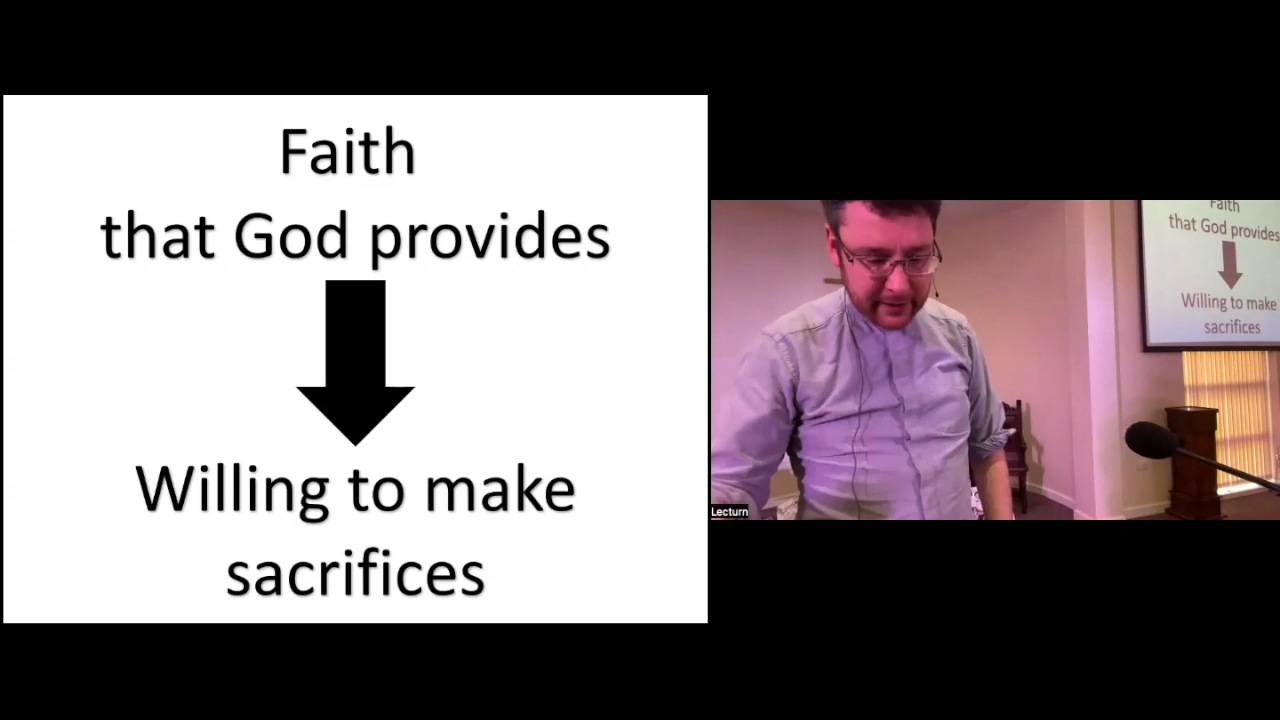 Faith
that God provides
Willing to make
sacrifices
Lecturn
Faith
that God provides
Willing to make
sacrifices